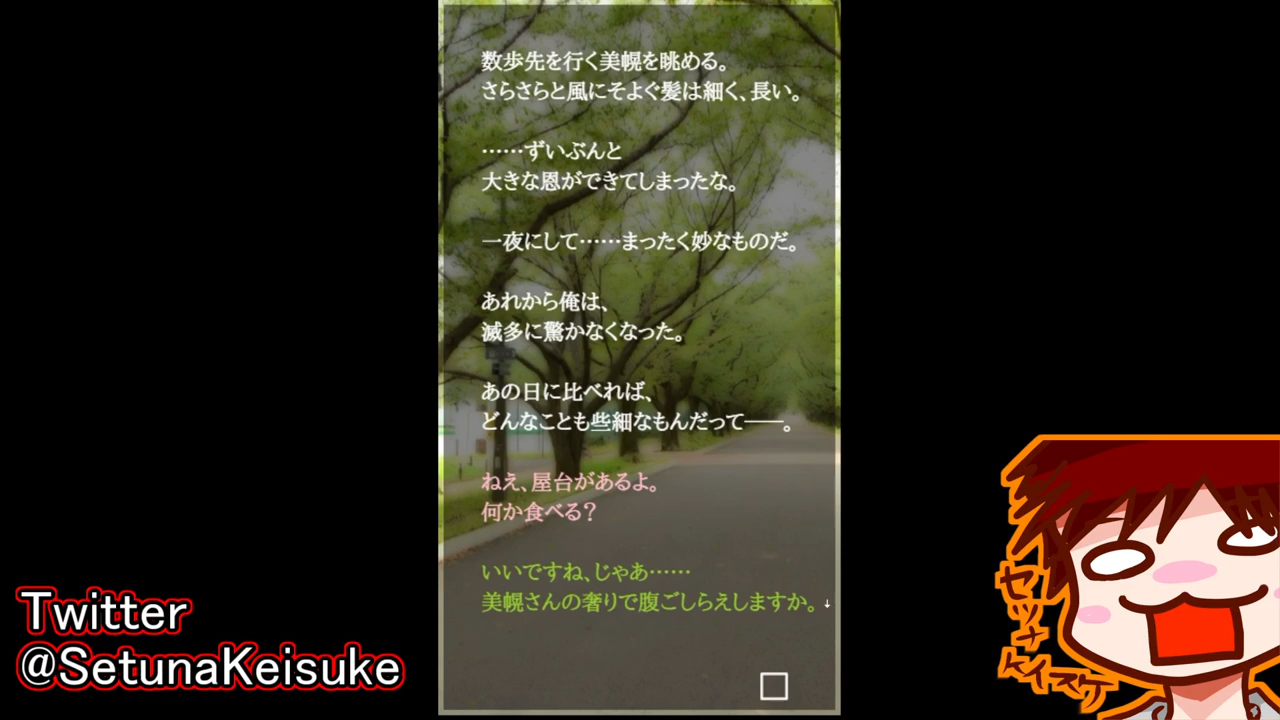 数歩先を行く美幌を眺める。
さらさらと風にそよぐ髪は細く、長い。
……ずいぶんと
大きな恩ができてしまったな。
一夜にして……まったく妙なものだ。
あれから俺は、
滅多に驚かなくなった。
あの日に比べれば、
どんなことも些細なもんだって――。
ねえ、屋台があるよ。
何か食べる？
いいですね、じゃあ……
美幌さんの奢りで腹ごしらえしますか。↓
Twitter
@SetunaKeisuke
セツナ
ケイスケ